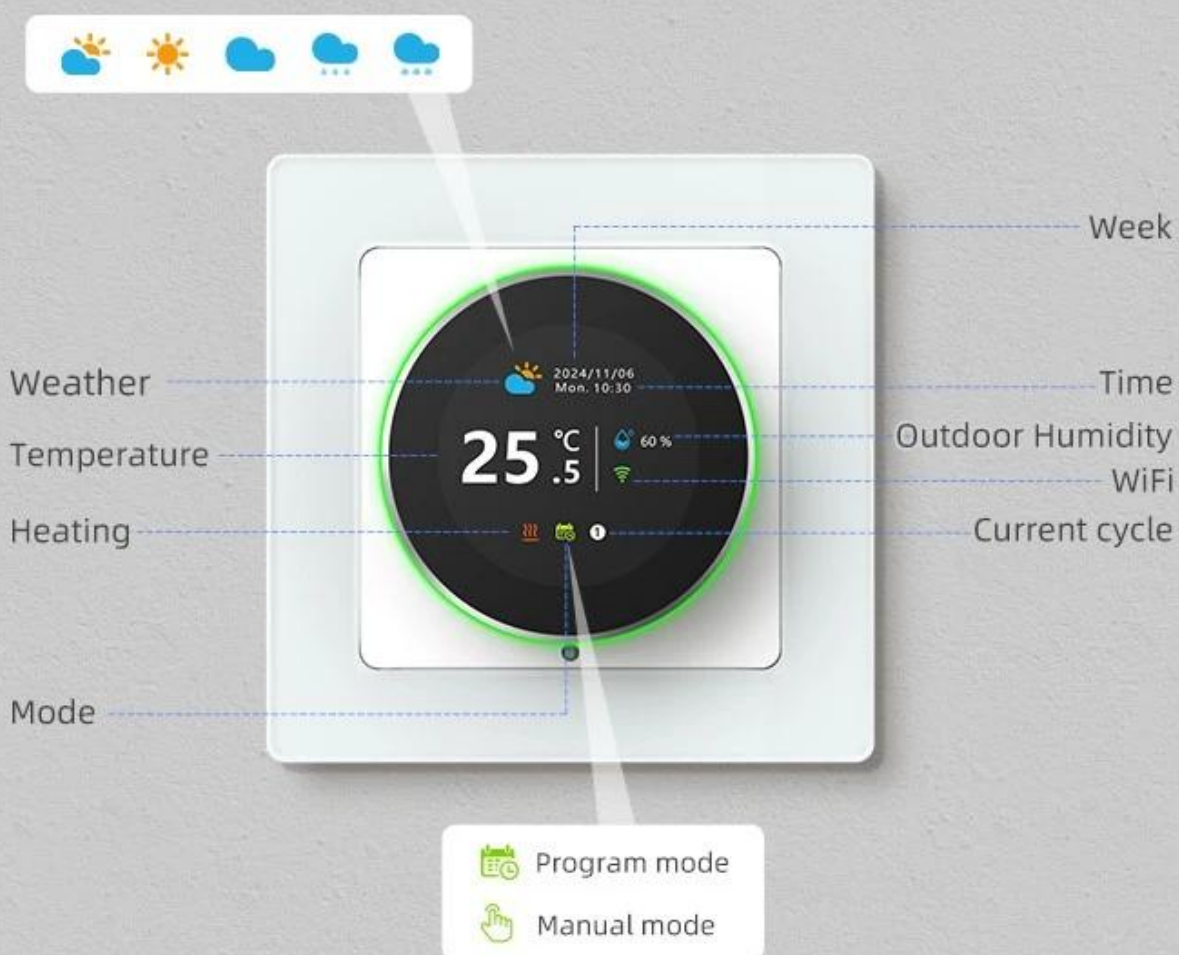 Week
2024/11/06
Weather
Mon. 10:30
Time
25 °C .5
60 %
Outdoor Humidity
Temperature
WiFi
Heating
1
Current cycle
Mode
Program mode
Manual mode